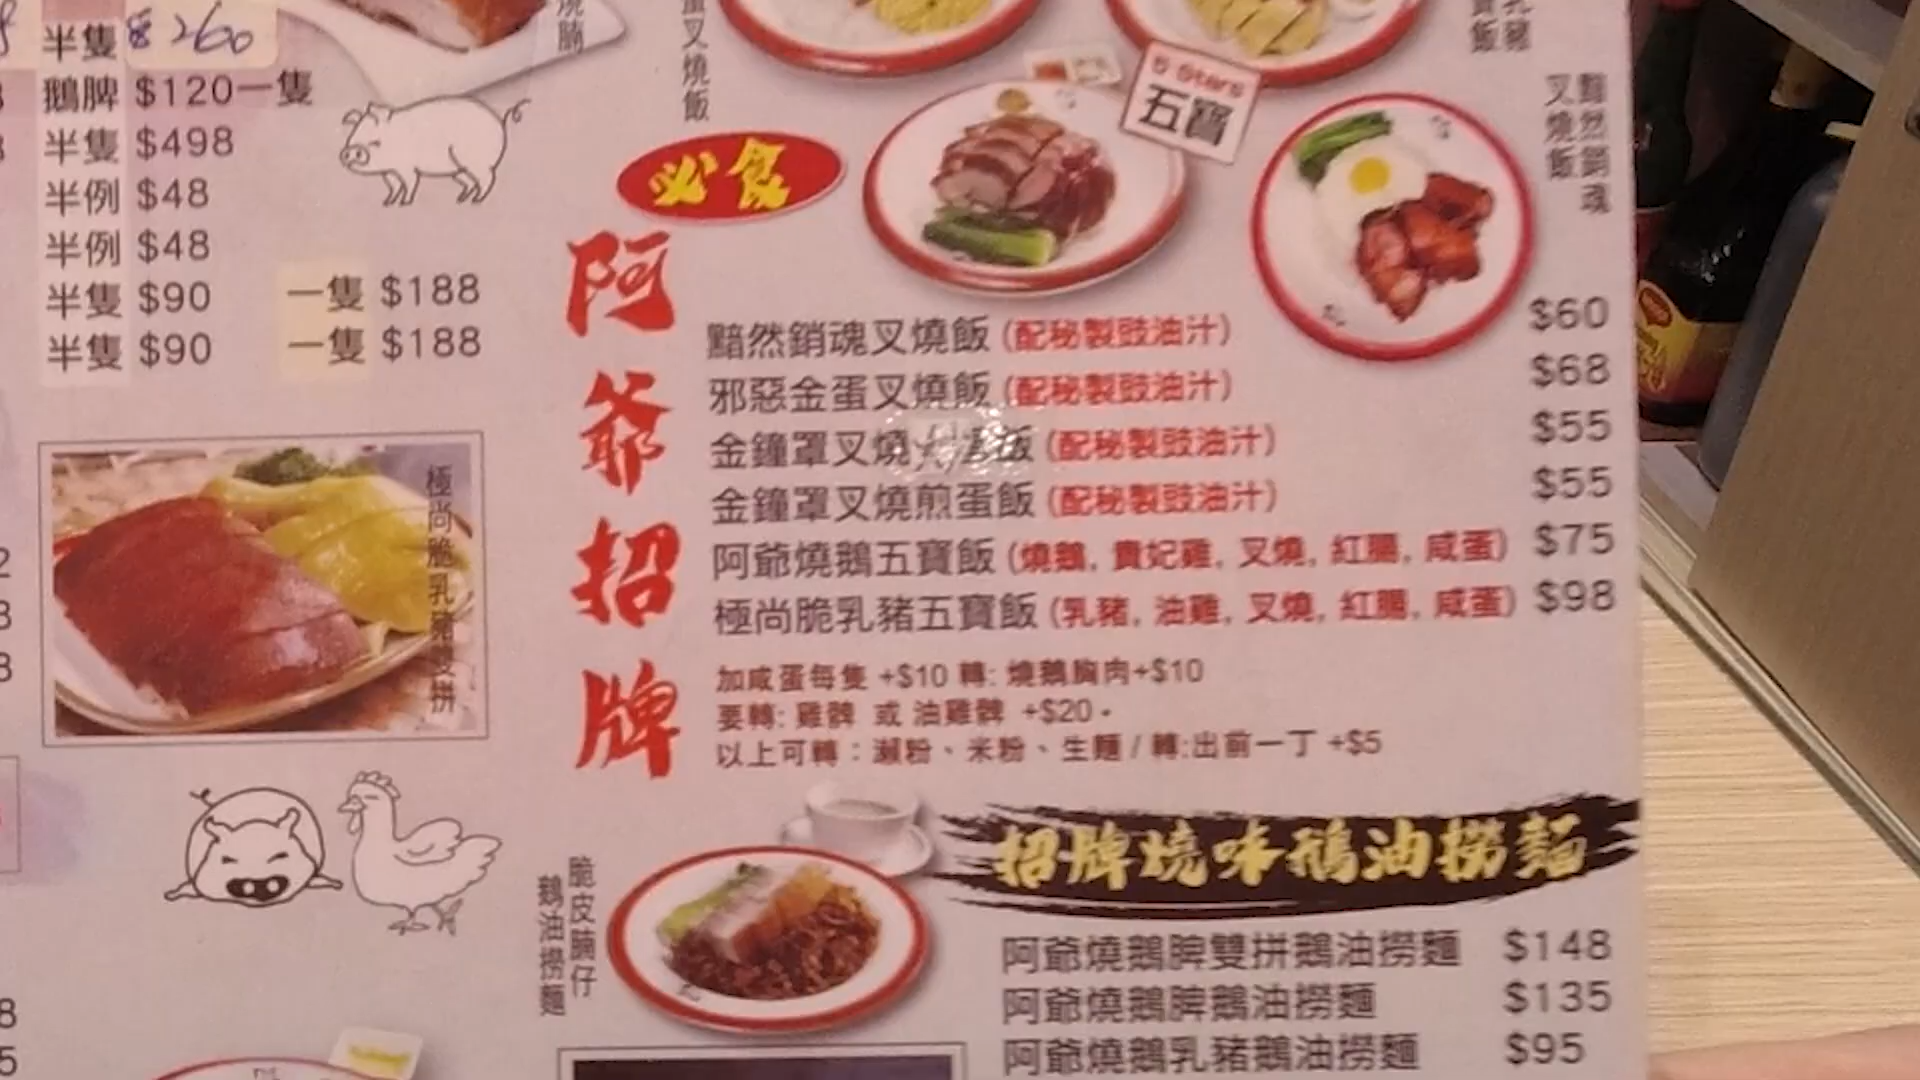 半隻 $260
鵝脾 $120一隻
半隻 $498
半例 $48
半例 $48
半隻 $90 一隻 $188
半隻 $90 一隻 $188
極尚脆乳豬雙拼
叉燒飯
5 Stars
五寶
必食
黯然銷魂
叉燒飯
阿爺招牌
黯然銷魂叉燒飯 (配秘製豉油汁) $60
邪惡金蛋叉燒飯 (配秘製豉油汁) $68
金鐘罩叉燒 飯 (配秘製豉油汁) $55
金鐘罩叉燒煎蛋飯 (配秘製豉油汁) $55
阿爺燒鵝五寶飯 (燒鵝, 貴妃雞, 叉燒, 紅腸, 咸蛋) $75
極尚脆乳豬五寶飯 (乳豬, 油雞, 叉燒, 紅腸, 咸蛋) $98
加咸蛋每隻 +$10 轉: 燒鵝胸肉+$10
要轉: 雞髀 或 油雞髀 +$20.
以上可轉：瀨粉、米粉、生麵 / 轉:出前一丁 +$5
脆皮腩仔
鵝油撈麵
招牌燒味鵝油撈麵
阿爺燒鵝脾雙拼鵝油撈麵 $148
阿爺燒鵝脾鵝油撈麵 $135
阿爺燒鵝乳豬鵝油撈麵 $95